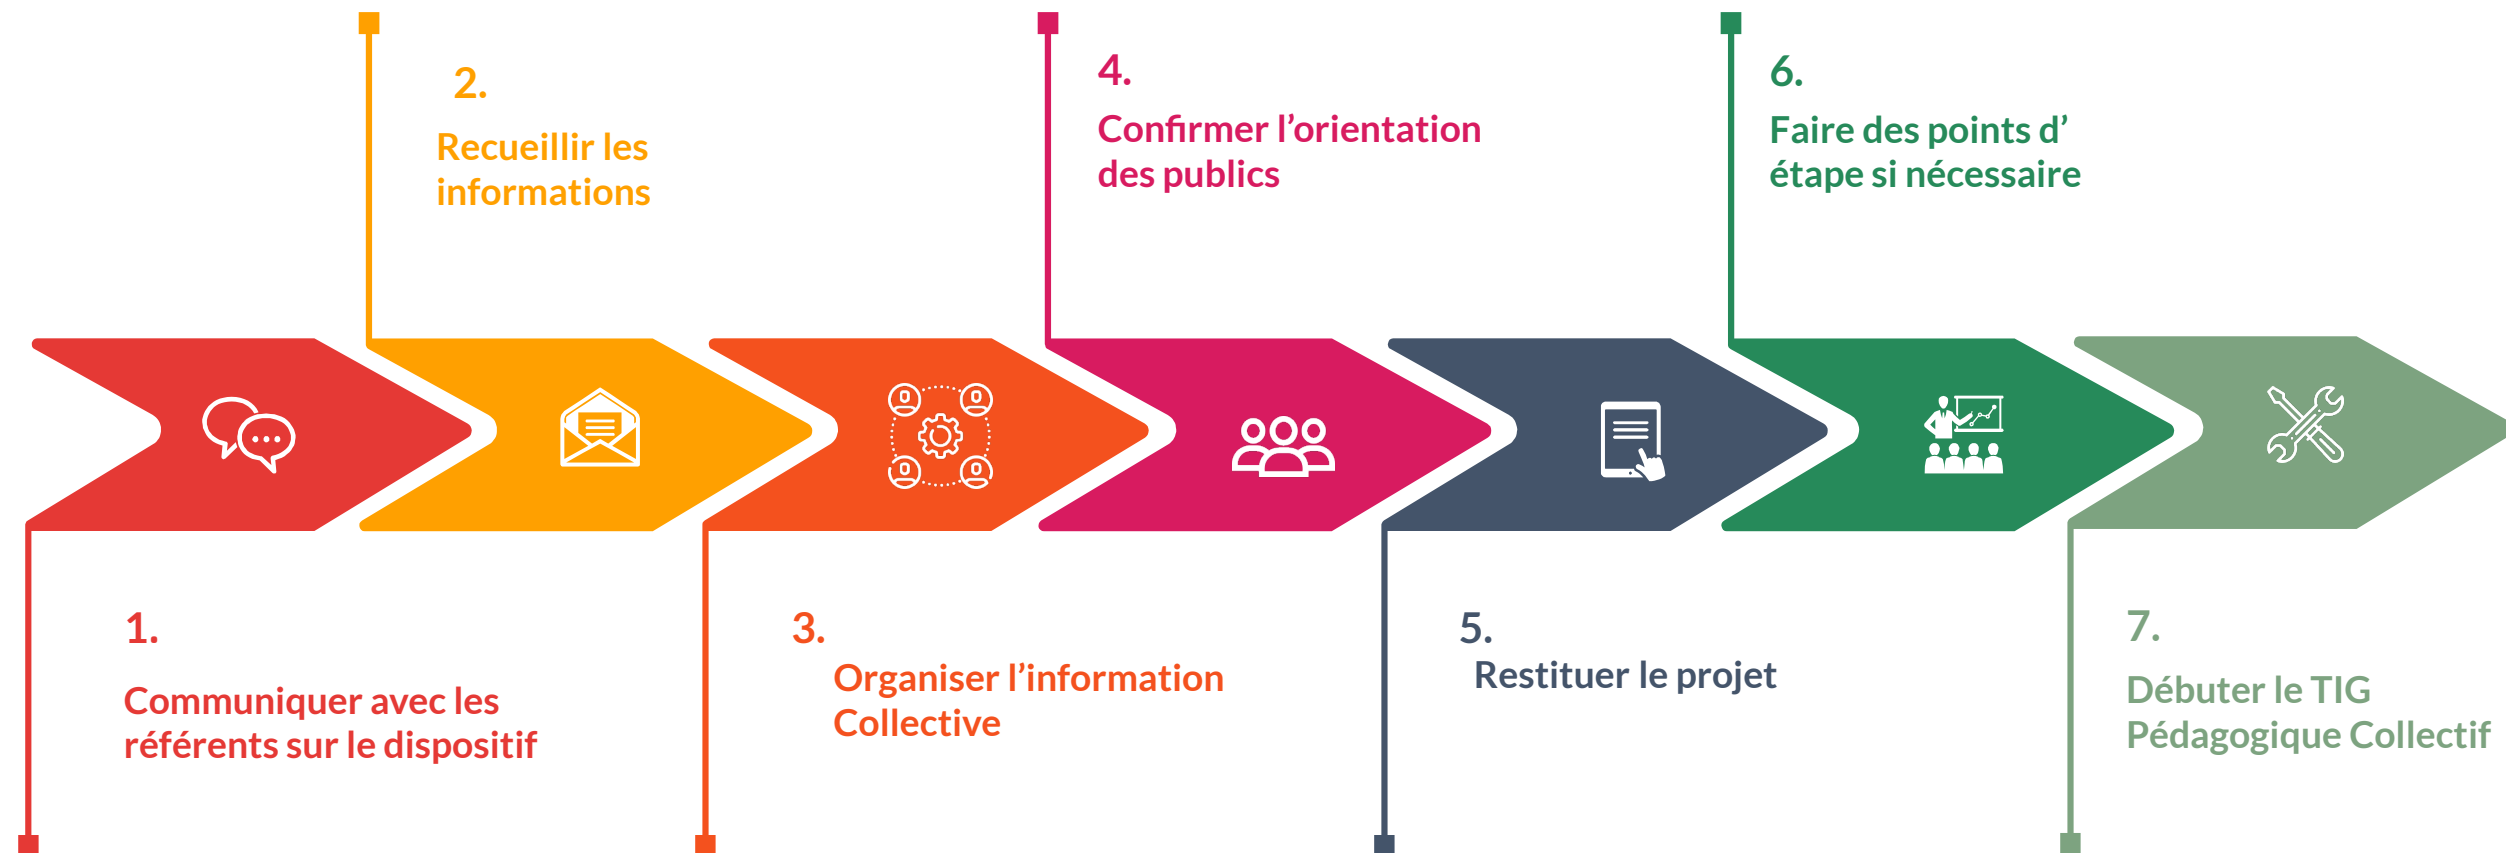 1.
Communiquer avec les
référents sur le dispositif
2.
Recueillir les
informations
3.
Organiser l’information
Collective
4.
Confirmer l’orientation
des publics
5.
Restituer le projet
6.
Faire des points d’
étape si nécessaire
7.
Débuter le TIG
Pédagogique Collectif